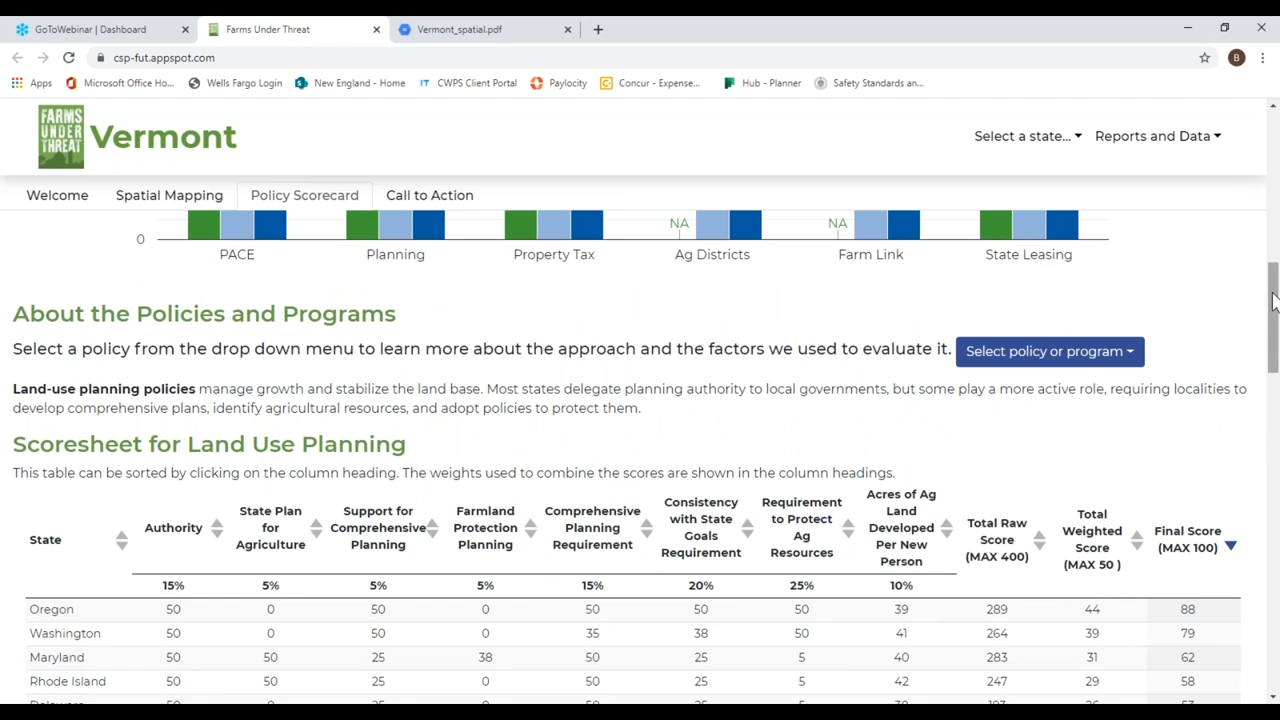 GoToWebinar | Dashboard
Farms Under Threat
Vermont_spatial.pdf
csp-fut.appspot.com
B
Apps
Microsoft Office Ho...
Wells Fargo Login
New England - Home
IT CWPS Client Portal
Paylocity
Concur - Expense...
Hub - Planner
Safety Standards an...
FARMS
UNDER
THREAT
Vermont
Select a state...
Reports and Data
Welcome
Spatial Mapping
Policy Scorecard
Call to Action
NA
NA
0
PACE
Planning
Property Tax
Ag Districts
Farm Link
State Leasing
About the Policies and Programs
Select a policy from the drop down menu to learn more about the approach and the factors we used to evaluate it.
Select policy or program
Land-use planning policies manage growth and stabilize the land base. Most states delegate planning authority to local governments, but some play a more active role, requiring localities to
develop comprehensive plans, identify agricultural resources, and adopt policies to protect them.
Scoresheet for Land Use Planning
This table can be sorted by clicking on the column heading. The weights used to combine the scores are shown in the column headings.
State
Authority
State Plan
for
Agriculture
Support for
Comprehensive
Planning
Farmland
Protection
Planning
Comprehensive
Planning
Requirement
Consistency
with State
Goals
Requirement
Requirement
to Protect
Ag
Resources
Acres of Ag
Land
Developed
Per New
Person
Total Raw
Score
(MAX 400)
Total
Weighted
Score
(MAX 50 )
Final Score
(MAX 100)
15% 5% 5% 5% 15% 20% 25% 10%
Oregon 50 0 50 0 50 50 50 39 289 44 88
Washington 50 0 50 0 35 38 50 41 264 39 79
Maryland 50 50 25 38 50 25 5 40 283 31 62
Rhode Island 50 50 25 0 50 25 5 42 247 29 58